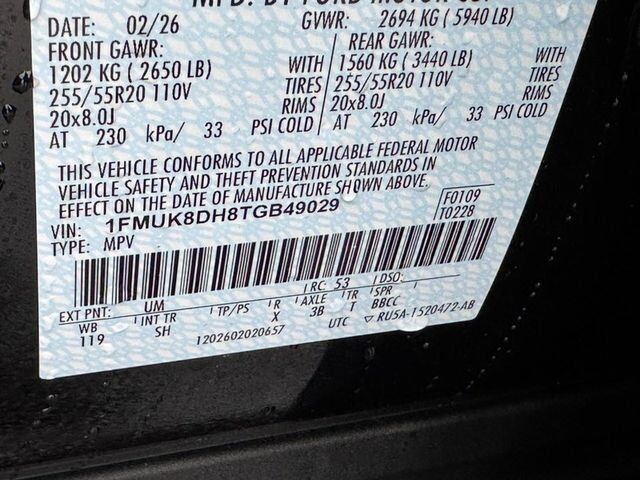 MFD. BY FORD MOTOR CO.
DATE: 02/26 GVWR: 2694 KG ( 5940 LB)
FRONT GAWR: REAR GAWR:
1202 KG ( 2650 LB) WITH 1560 KG ( 3440 LB) WITH
255/55R20 110V TIRES 255/55R20 110V TIRES
20x8.0J RIMS 20x8.0J RIMS
AT 230 kPa/ 33 PSI COLD AT 230 kPa/ 33 PSI COLD
THIS VEHICLE CONFORMS TO ALL APPLICABLE FEDERAL MOTOR
VEHICLE SAFETY AND THEFT PREVENTION STANDARDS IN
EFFECT ON THE DATE OF MANUFACTURE SHOWN ABOVE.
VIN: 1FMUK8DH8TGB49029 F0109
TYPE: MPV T0228
EXT PNT: UM RC: 53 DSO:
WB INT TR TP/PS R AXLE TR SPR
119 SH X 3B T BBCC
1202602020657 UTC ▽ RU5A-1520472-AB